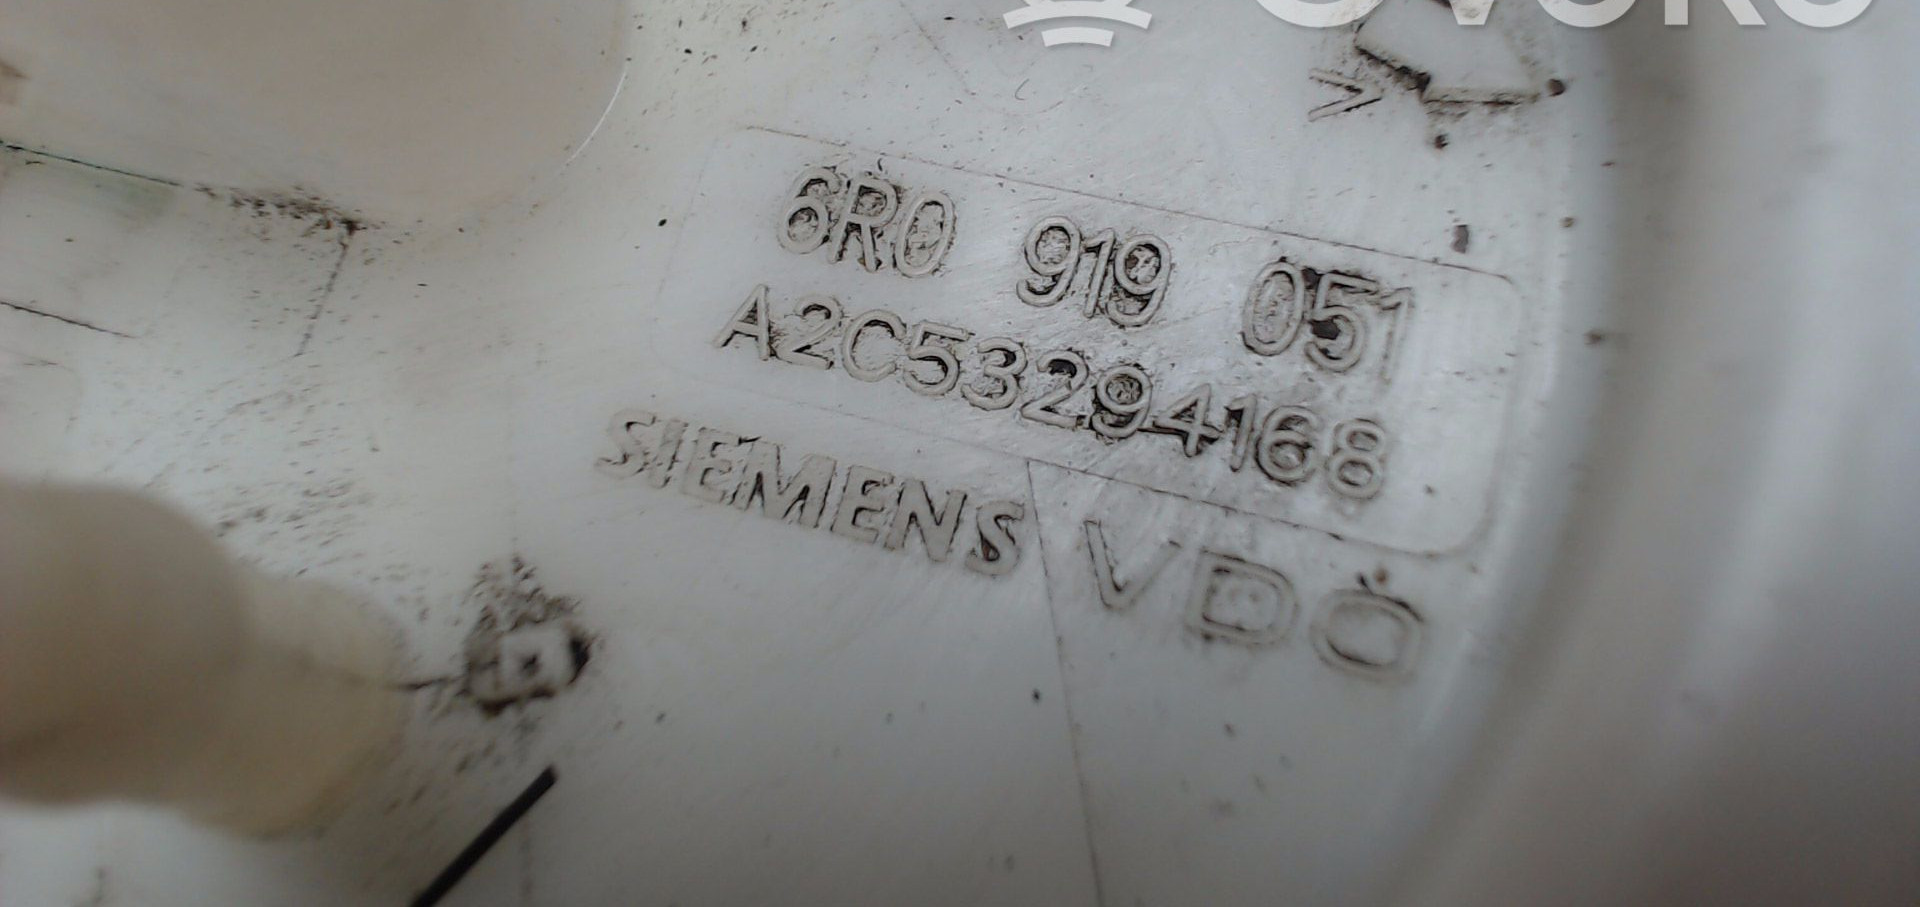 6R0 919 051
A2C53294168
SIEMENS VDO